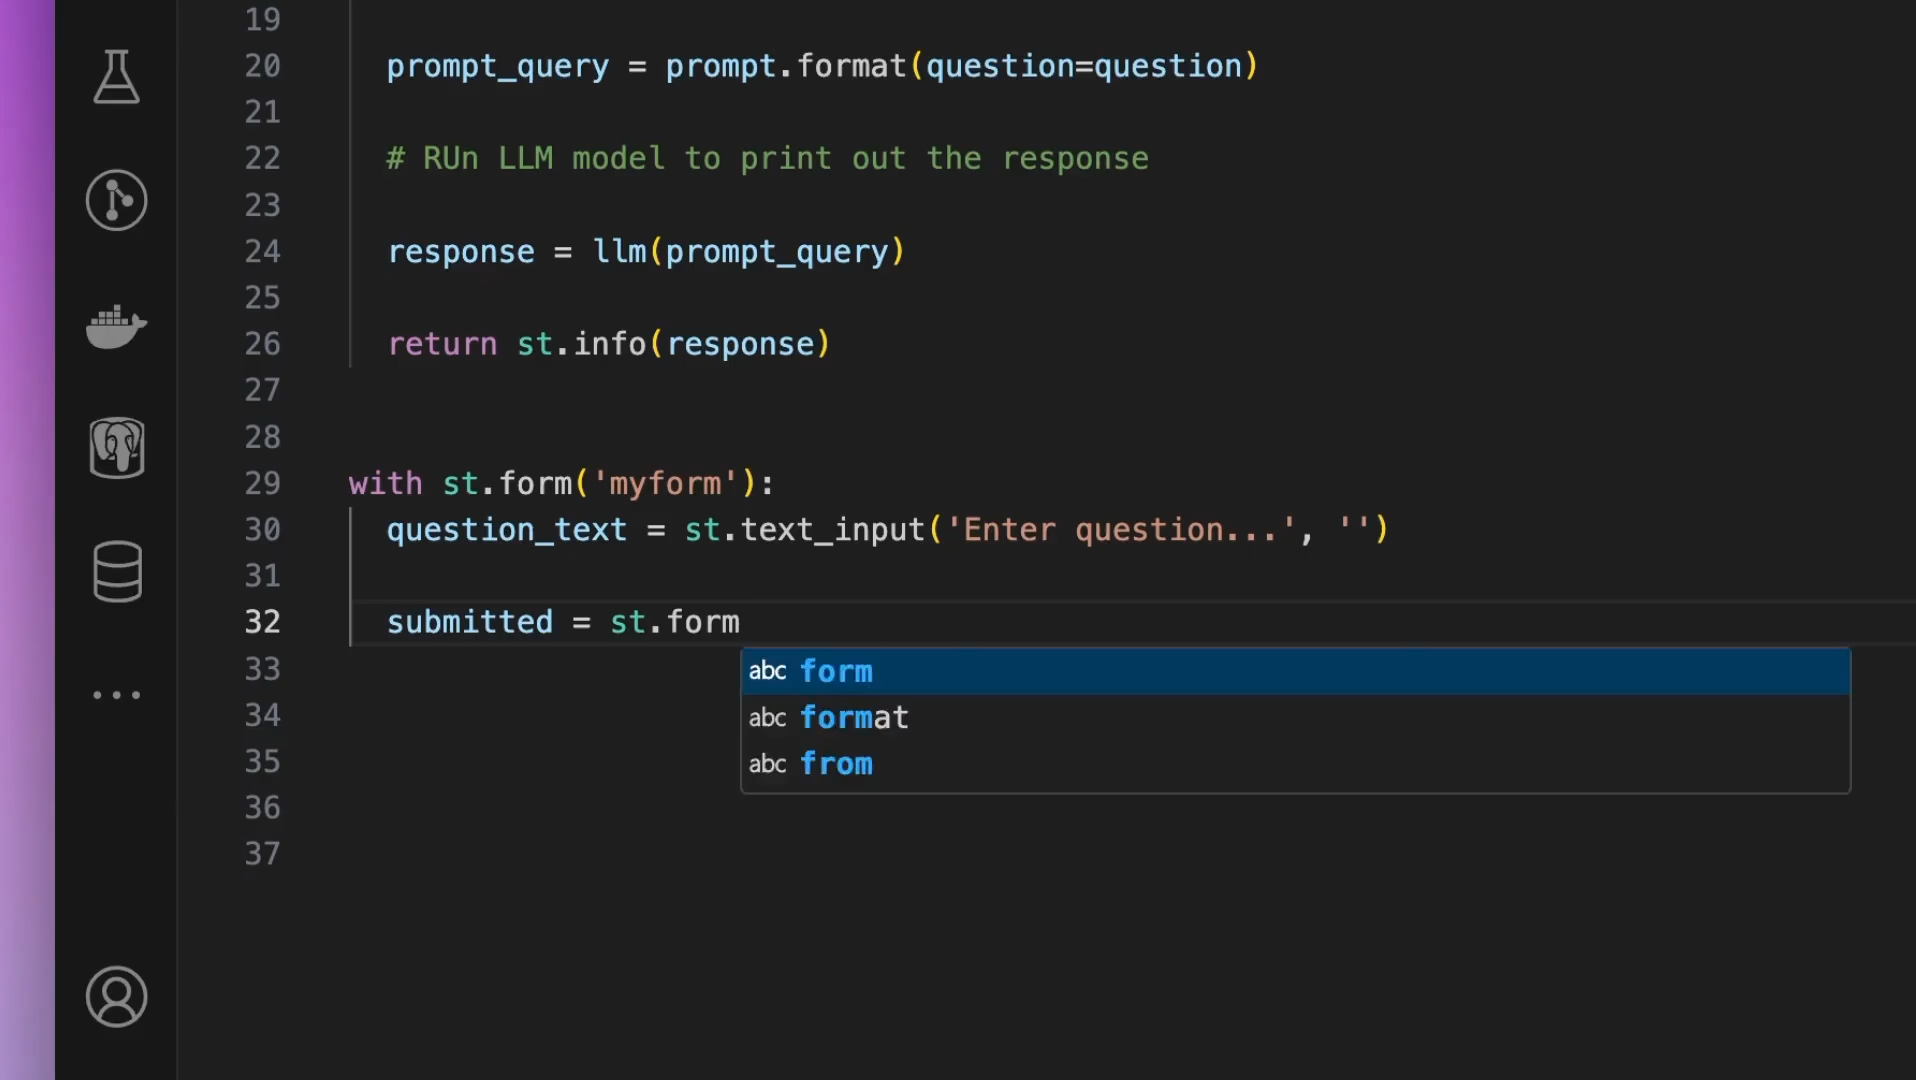 19
20 prompt_query = prompt.format(question=question)
21
22 # RUn LLM model to print out the response
23
24 response = llm(prompt_query)
25
26 return st.info(response)
27
28
29 with st.form('myform'):
30 question_text = st.text_input('Enter question...', '')
31
32 submitted = st.form
33 abc form
34 abc format
35 abc from
36
37